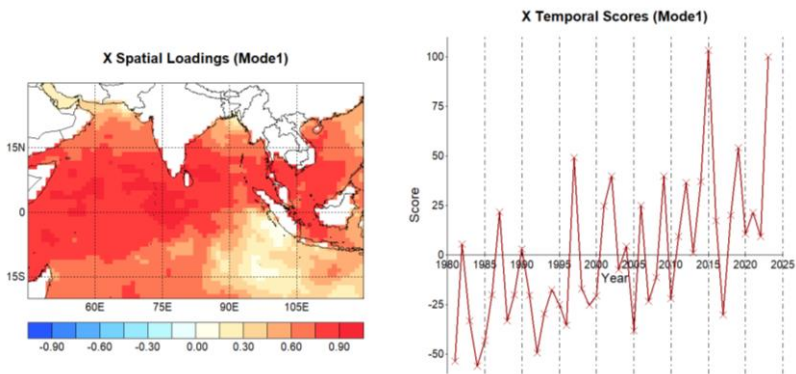 X Spatial Loadings (Mode1)
15N
0
15S
60E 75E 90E 105E
-0.90 -0.60 -0.30 0.00 0.30 0.60 0.90
X Temporal Scores (Mode1)
100
75
50
25
0
-25
-50
Score
1980 1985 1990 1995 2000 2005 2010 2015 2020 2025
Year